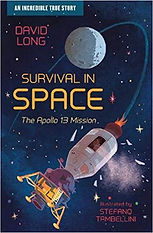 AN INCREDIBLE TRUE STORY
DAVID
LONG
SURVIVAL IN
SPACE
The Apollo 13 Mission
illustrated by
STEFANO
TAMBELLINI